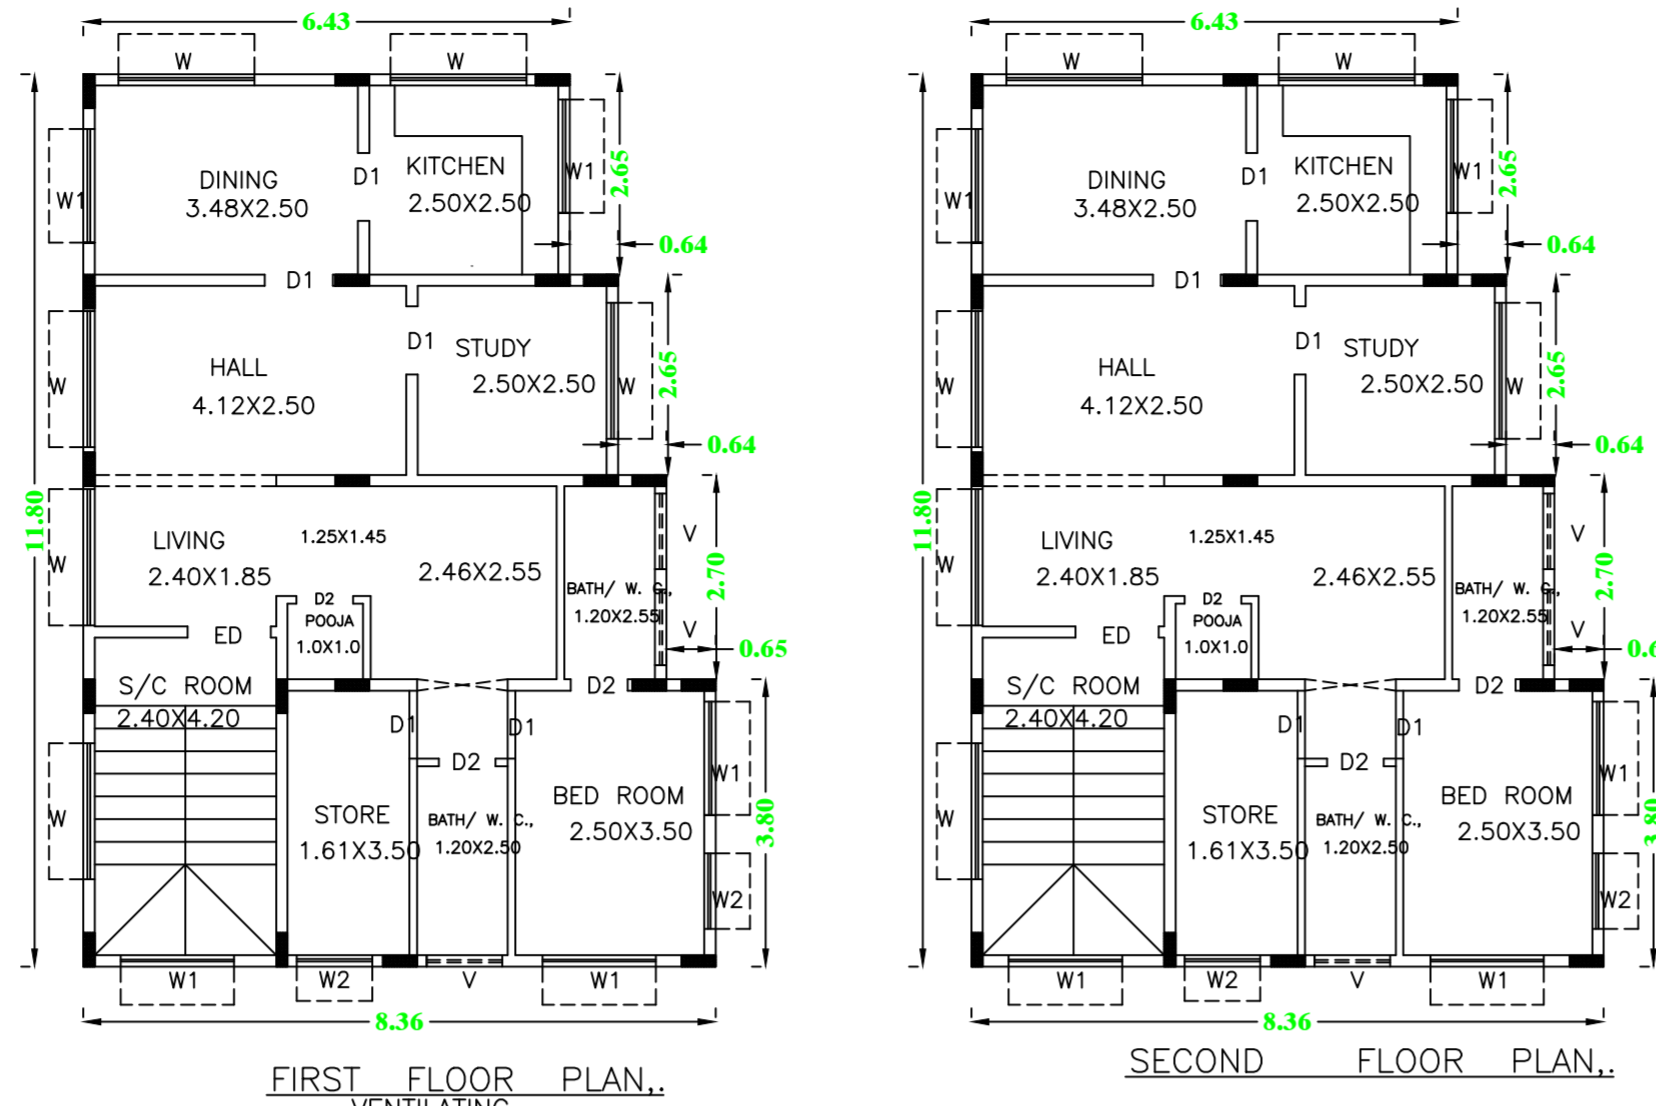 6.43
W W
DINING
3.48X2.50
D1
KITCHEN
2.50X2.50
W1
W1
2.65
0.64
D1
HALL
4.12X2.50
D1
STUDY
2.50X2.50
W
W
2.65
0.64
11.80
LIVING
2.40X1.85
1.25X1.45
2.46X2.55
W
D2
POOJA
1.0X1.0
BATH/ W. C.,
1.20X2.55
V
V
2.70
0.65
ED
S/C ROOM
2.40X4.20
D2
D1
D1
D2
W
STORE
1.61X3.50
BATH/ W. C.,
1.20X2.50
BED ROOM
2.50X3.50
W1
W2
3.80
W1 W2 V W1
8.36
FIRST FLOOR PLAN,.
VENTILATING
6.43
W W
DINING
3.48X2.50
D1
KITCHEN
2.50X2.50
W1
W1
2.65
0.64
D1
HALL
4.12X2.50
D1
STUDY
2.50X2.50
W
W
2.65
0.64
11.80
LIVING
2.40X1.85
1.25X1.45
2.46X2.55
W
D2
POOJA
1.0X1.0
BATH/ W. C.,
1.20X2.55
V
V
2.70
ED
S/C ROOM
2.40X4.20
D2
D1
D1
D2
W
STORE
1.61X3.50
BATH/ W. C.,
1.20X2.50
BED ROOM
2.50X3.50
W1
W2
3.80
W1 W2 V W1
8.36
SECOND FLOOR PLAN,.